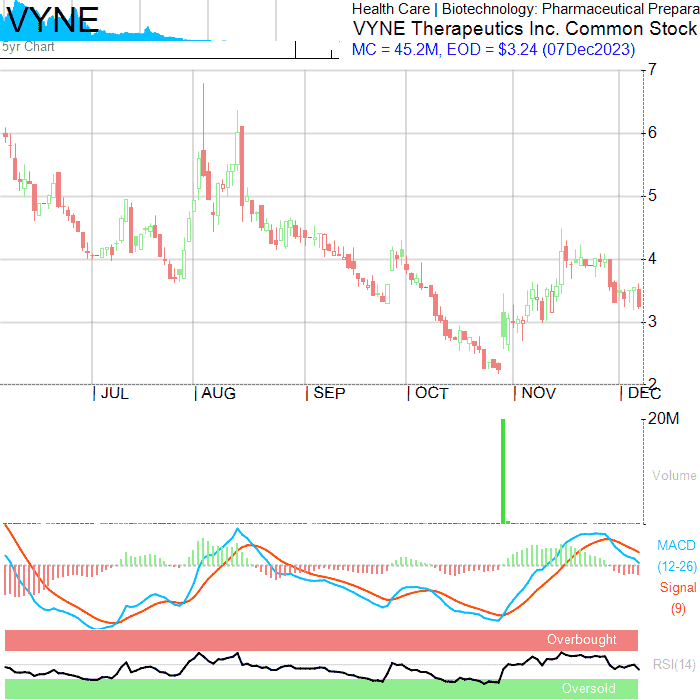 VYNE
5yr Chart
Health Care | Biotechnology: Pharmaceutical Prepara
VYNE Therapeutics Inc. Common Stock
MC = 45.2M, EOD = $3.24 (07Dec2023)
7
6
5
4
3
2
JUL AUG SEP OCT NOV DEC
20M
Volume
MACD
(12-26)
Signal
(9)
Overbought
RSI(14)
Oversold